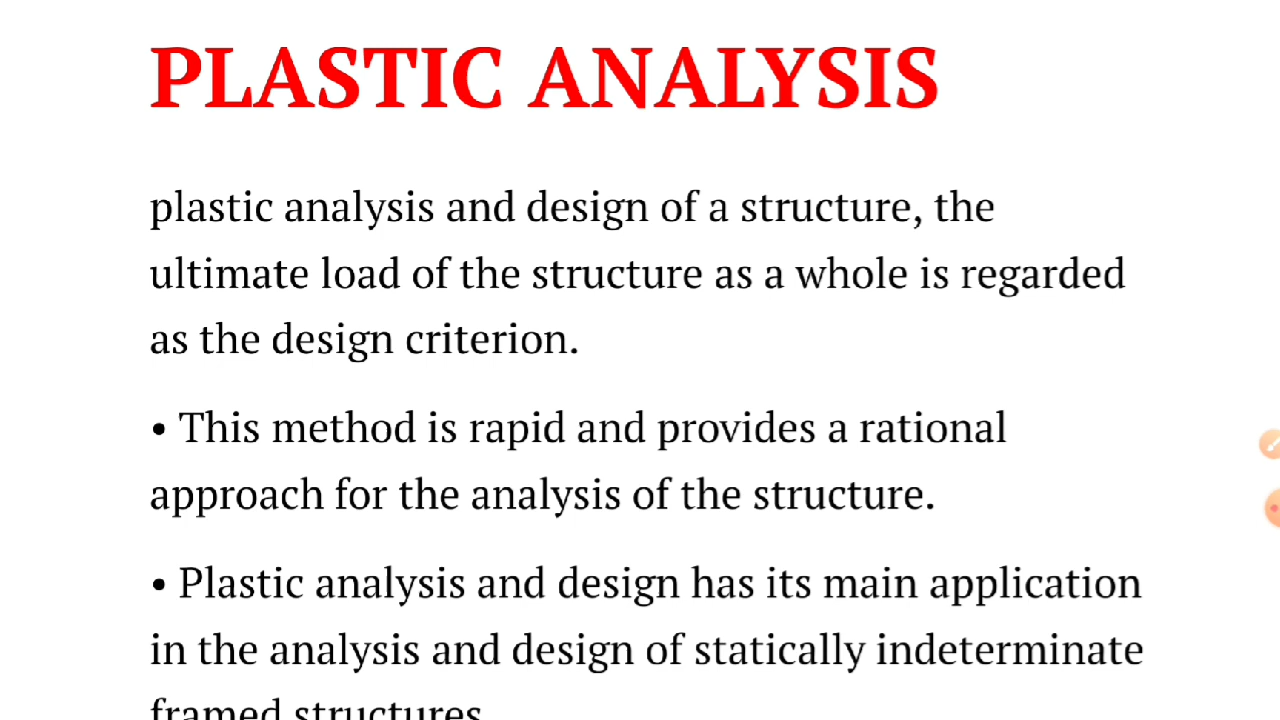 PLASTIC ANALYSIS
plastic analysis and design of a structure, the
ultimate load of the structure as a whole is regarded
as the design criterion.
• This method is rapid and provides a rational
approach for the analysis of the structure.
• Plastic analysis and design has its main application
in the analysis and design of statically indeterminate
framed structures